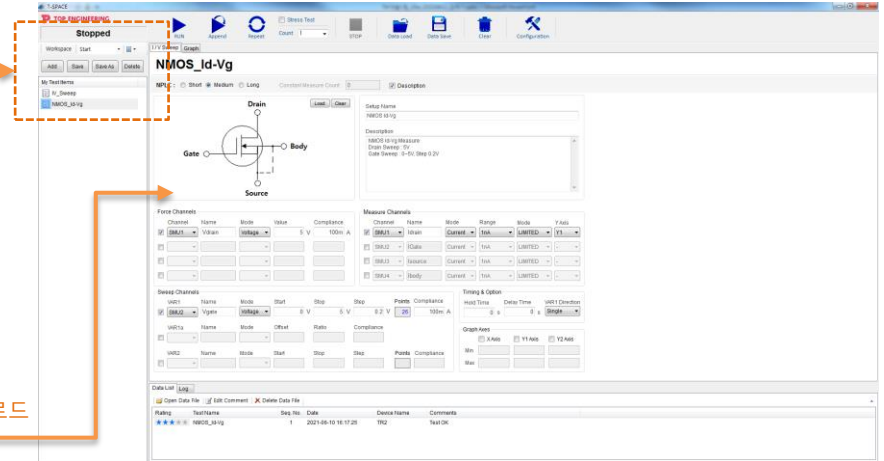 T-SPACE
TOP ENGINEERING
Stopped
RUN Append Repeat Stress Test Count 1 STOP Data Load Data Save Clear Configuration
Workspace Start
Add Save Save As Delete
My Test Items
IV_Sweep
NMOS_Id-Vg
I / V Sweep Graph
NMOS_Id-Vg
NPLC : Short Medium Long Constant Measure Count 0 Description
Load Clear
Drain
Gate
Body
Source
Setup Name
NMOS Id-Vg
Description
NMOS Id-Vg Measure
Drain Sweep : 5V
Gate Sweep : 0~5V, Step 0.2V
Force Channels
Channel Name Mode Value Compliance
SMU1 Vdrain Voltage 5 V 100m A
Measure Channels
Channel Name Mode Range Mode Y Axis
SMU1 Idrain Current 1nA LIMITED Y1
SMU2 IGate Current 1nA LIMITED -
SMU3 Isource Current 1nA LIMITED -
SMU4 Ibody Current 1nA LIMITED -
Sweep Channels
VAR1 Name Mode Start Stop Step Points Compliance
SMU2 Vgate Voltage 0 V 5 V 0.2 V 26 100m A
VAR1a Name Mode Offset Ratio Compliance
VAR2 Name Mode Start Stop Step Points Compliance
Timing & Option
Hold Time Delay Time VAR1 Direction
0 s 0 s Single
Graph Axes
X Axis Y1 Axis Y2 Axis
Min
Max
Data List Log
Open Data File Edit Comment Delete Data File
Rating Test Name Seq. No. Date Device Name Comments
NMOS_Id-Vg 1 2021-06-10 16:17:25 TR2 Test OK
로드